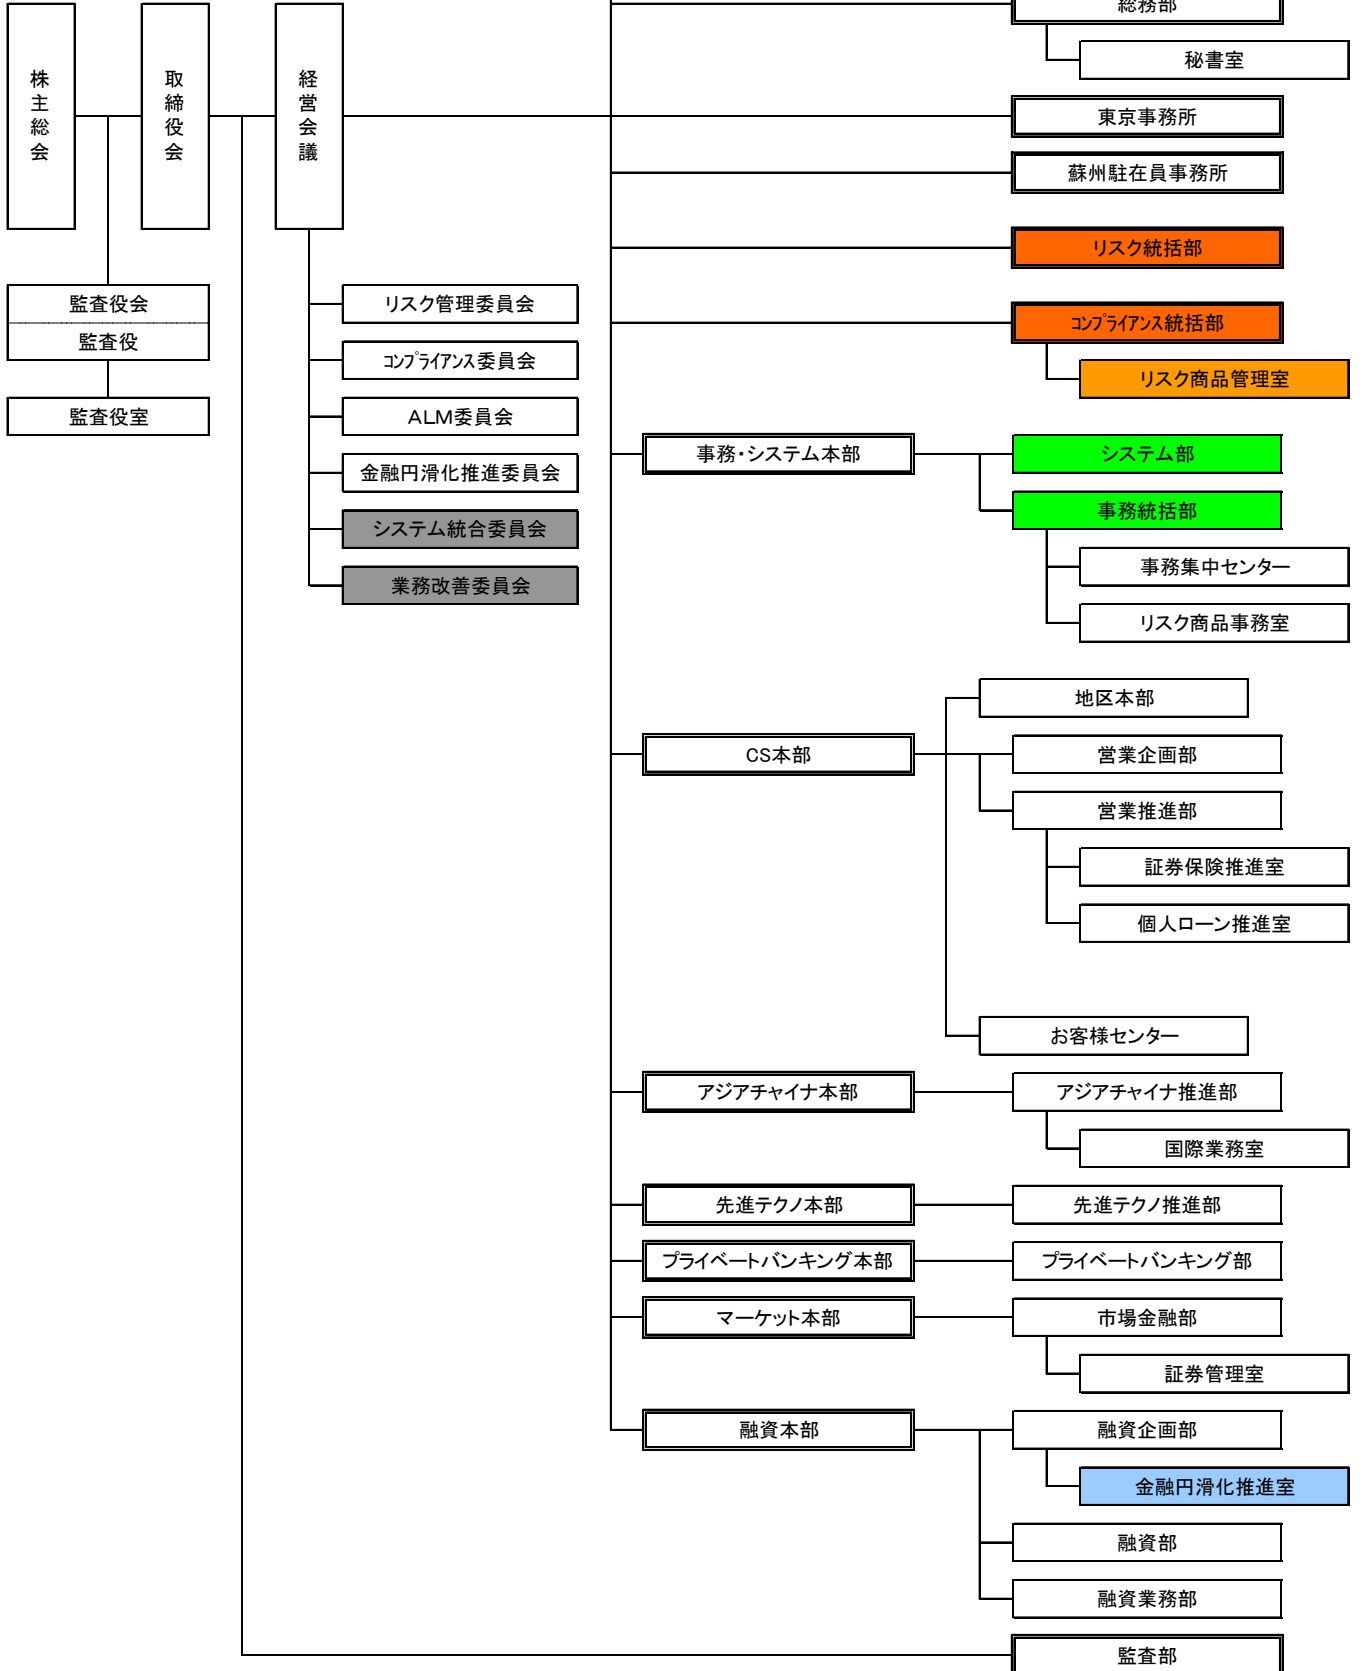 総務部
秘書室
株主総会
取締役会
経営会議
東京事務所
蘇州駐在員事務所
リスク統括部
監査役会
監査役
監査役室
リスク管理委員会
コンプライアンス委員会
ALM委員会
金融円滑化推進委員会
システム統合委員会
業務改善委員会
コンプライアンス統括部
リスク商品管理室
事務・システム本部
システム部
事務統括部
事務集中センター
リスク商品事務室
地区本部
CS本部
営業企画部
営業推進部
証券保険推進室
個人ローン推進室
お客様センター
アジアチャイナ本部
アジアチャイナ推進部
国際業務室
先進テクノ本部
先進テクノ推進部
プライベートバンキング本部
プライベートバンキング部
マーケット本部
市場金融部
証券管理室
融資本部
融資企画部
金融円滑化推進室
融資部
融資業務部
監査部